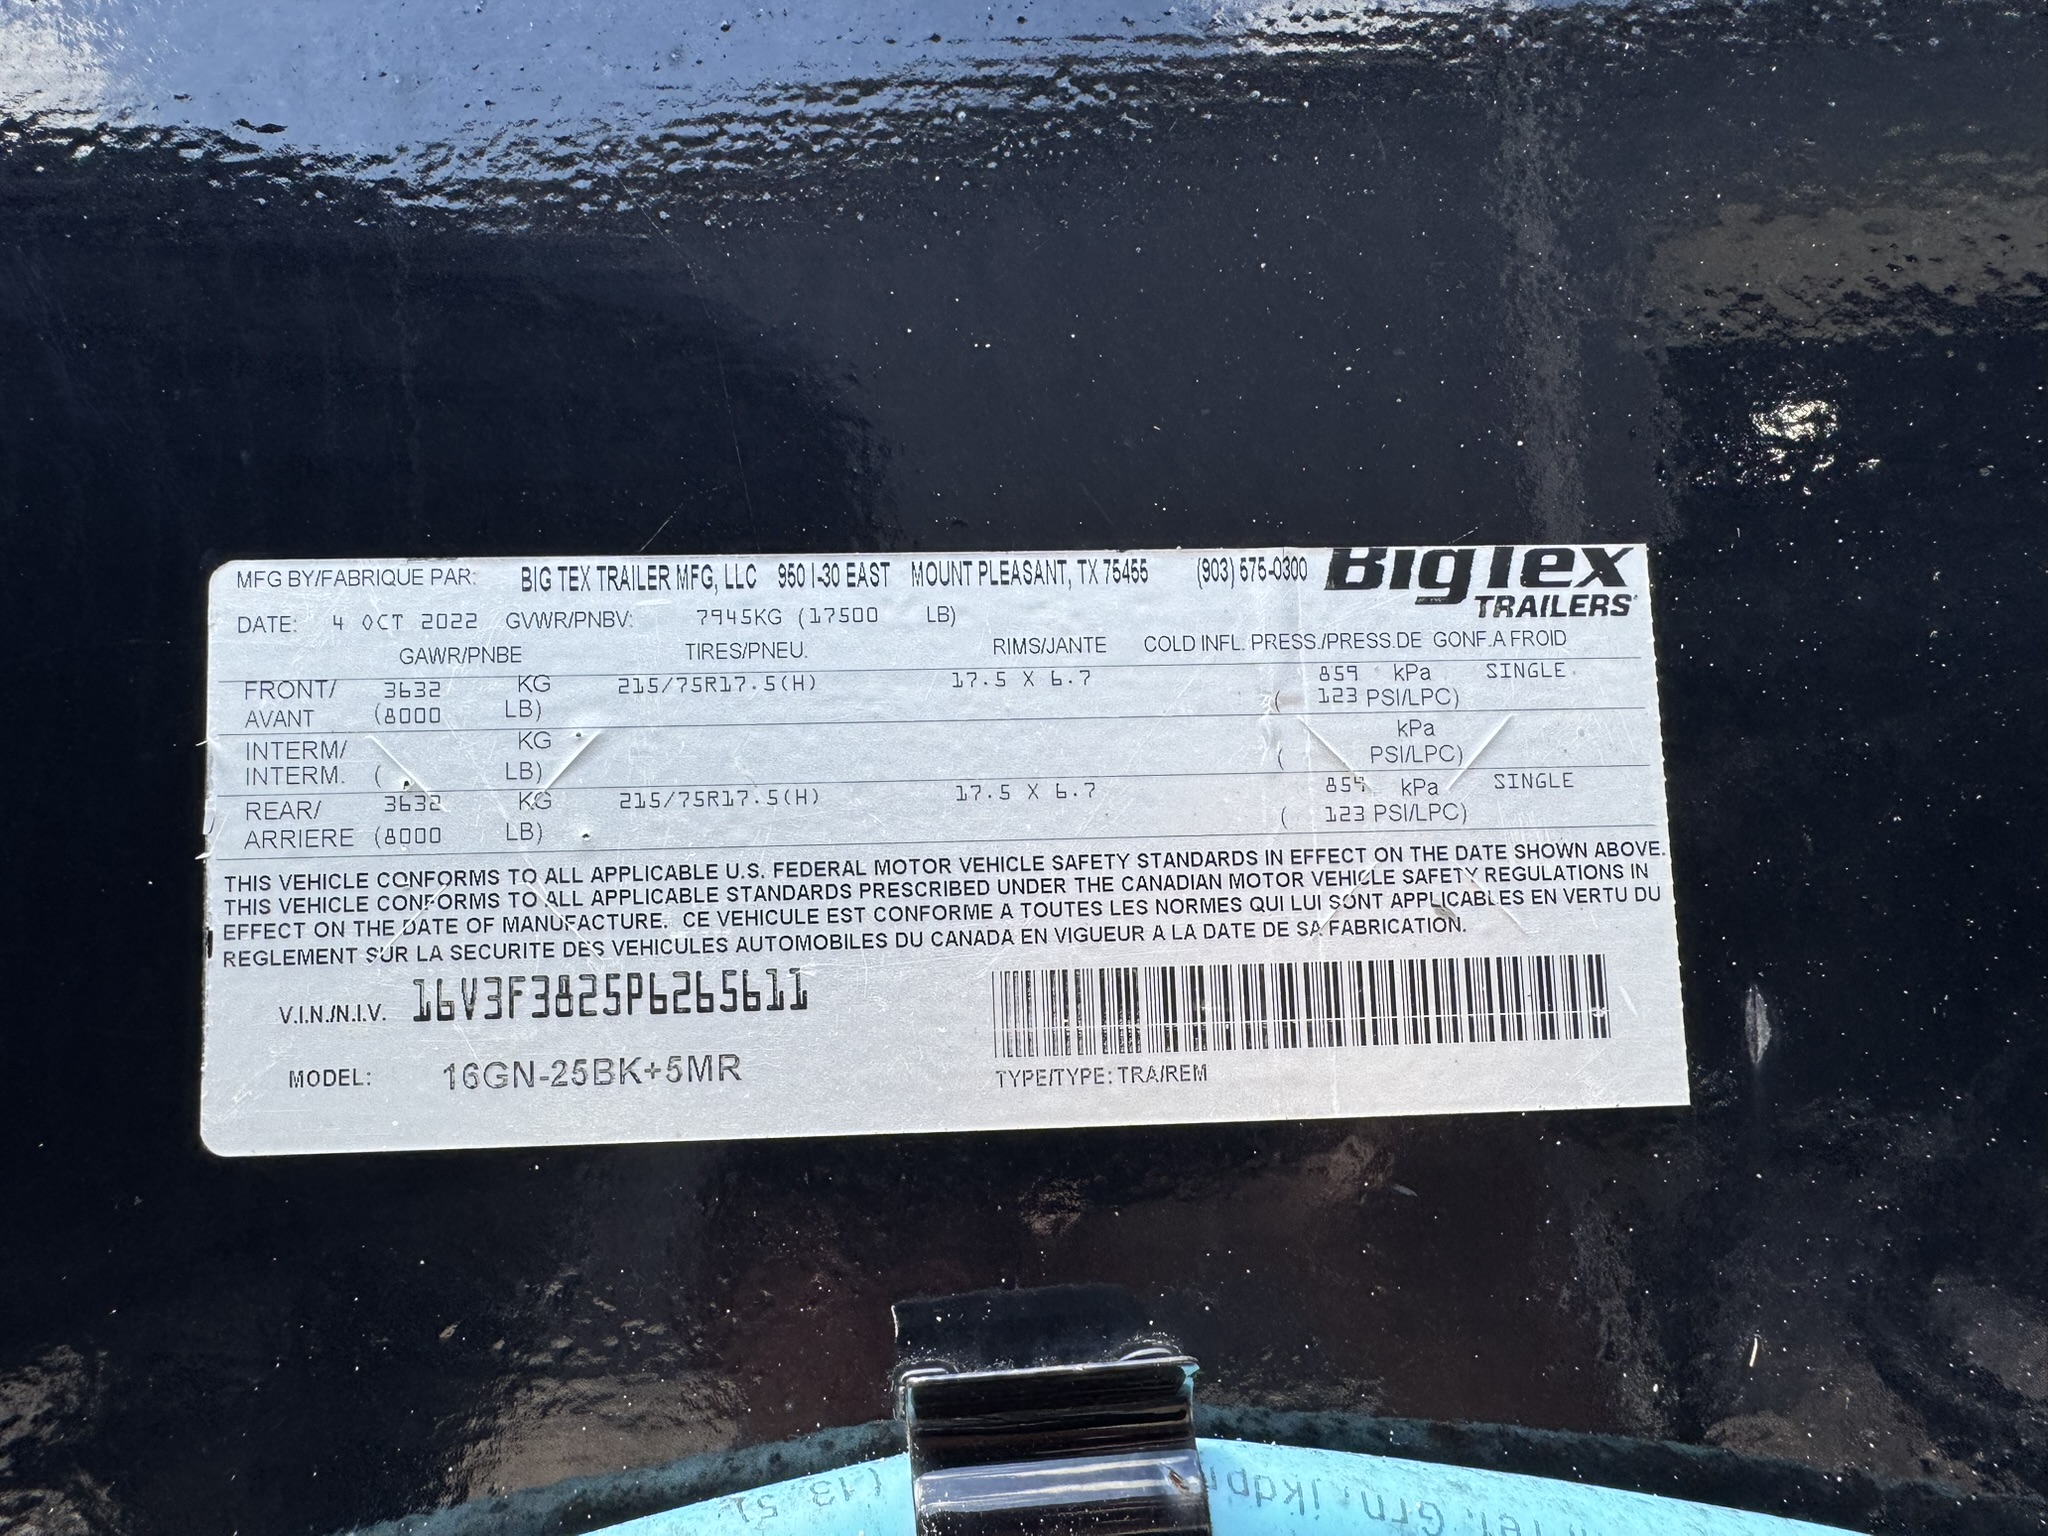 MFG BY/FABRIQUE PAR: BIG TEX TRAILER MFG, LLC 950 I-30 EAST MOUNT PLEASANT, TX 75455 (903) 575-0300 BigTex
TRAILERS
DATE: 4 OCT 2022 GVWR/PNBV: 7945KG (17500 LB)
GAWR/PNBE TIRES/PNEU. RIMS/JANTE COLD INFL. PRESS./PRESS.DE GONF.A FROID
FRONT/ 3632 KG 215/75R17.5(H) 17.5 X 6.7 859 kPa SINGLE
AVANT (8000 LB) ( 123 PSI/LPC)
INTERM/ KG kPa
INTERM. ( LB) ( PSI/LPC)
REAR/ 3632 KG 215/75R17.5(H) 17.5 X 6.7 859 kPa SINGLE
ARRIERE (8000 LB) ( 123 PSI/LPC)
THIS VEHICLE CONFORMS TO ALL APPLICABLE U.S. FEDERAL MOTOR VEHICLE SAFETY STANDARDS IN EFFECT ON THE DATE SHOWN ABOVE.
THIS VEHICLE CONFORMS TO ALL APPLICABLE STANDARDS PRESCRIBED UNDER THE CANADIAN MOTOR VEHICLE SAFETY REGULATIONS IN
EFFECT ON THE DATE OF MANUFACTURE. CE VEHICULE EST CONFORME A TOUTES LES NORMES QUI LUI SONT APPLICABLES EN VERTU DU
REGLEMENT SUR LA SECURITE DES VEHICULES AUTOMOBILES DU CANADA EN VIGUEUR A LA DATE DE SA FABRICATION.
V.I.N./N.I.V. 16V3F3825P6265611
MODEL: 16GN-25BK+5MR TYPE/TYPE: TRA/REM